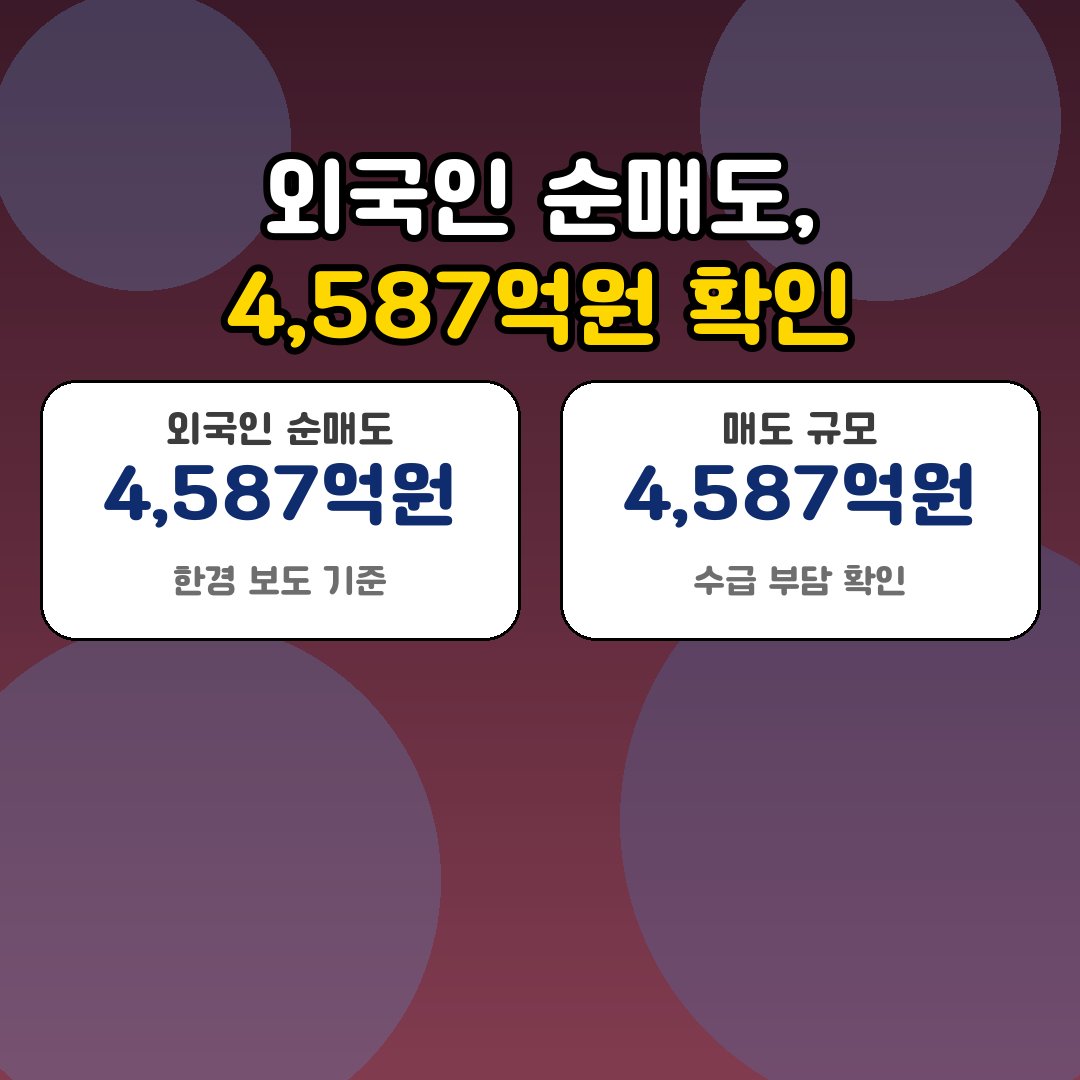 외국인 순매도,
4,587억원 확인
외국인 순매도
4,587억원
한경 보도 기준
매도 규모
4,587억원
수급 부담 확인